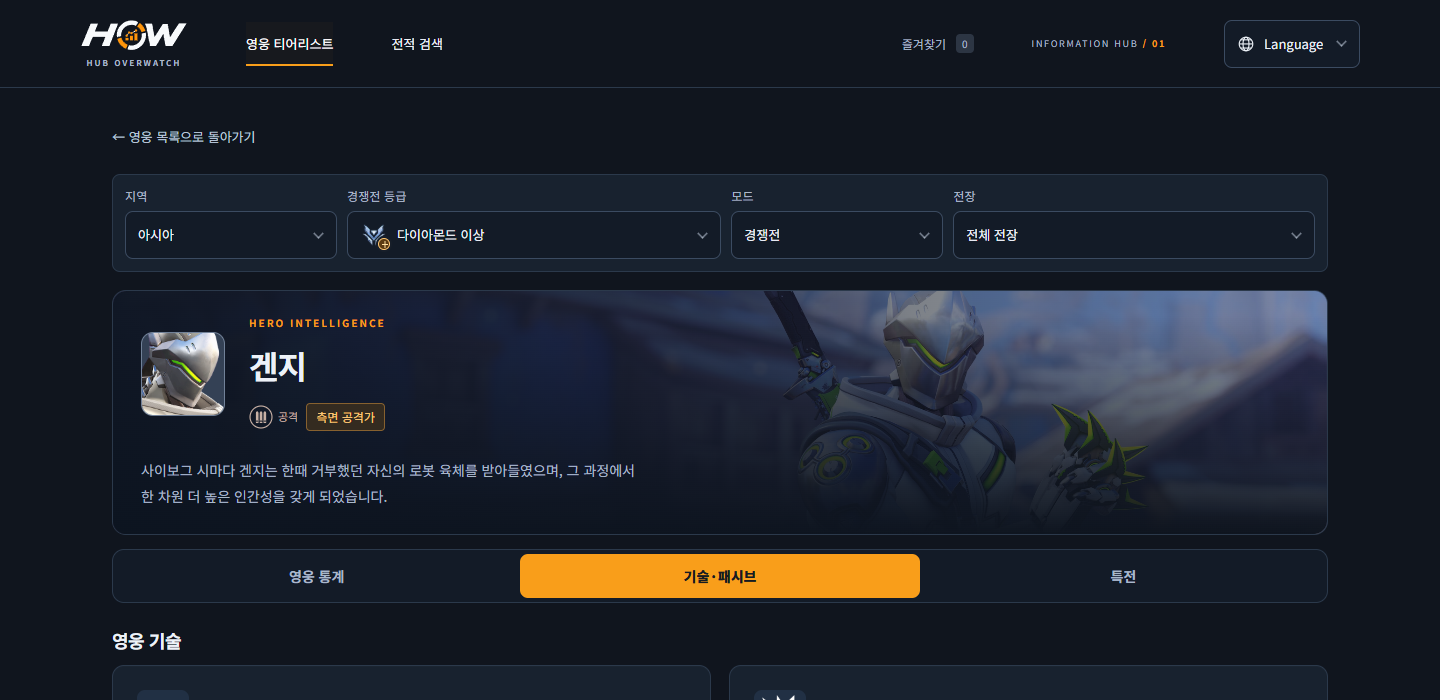 HOW
HUB OVERWATCH
영웅 티어리스트
전적 검색
즐겨찾기 0
INFORMATION HUB / 01
Language
← 영웅 목록으로 돌아가기
지역
경쟁전 등급
모드
전장
아시아
다이아몬드 이상
경쟁전
전체 전장
HERO INTELLIGENCE
겐지
공격
측면 공격가
사이보그 시마다 겐지는 한때 거부했던 자신의 로봇 육체를 받아들였으며, 그 과정에서
한 차원 더 높은 인간성을 갖게 되었습니다.
영웅 통계
기술·패시브
특전
영웅 기술